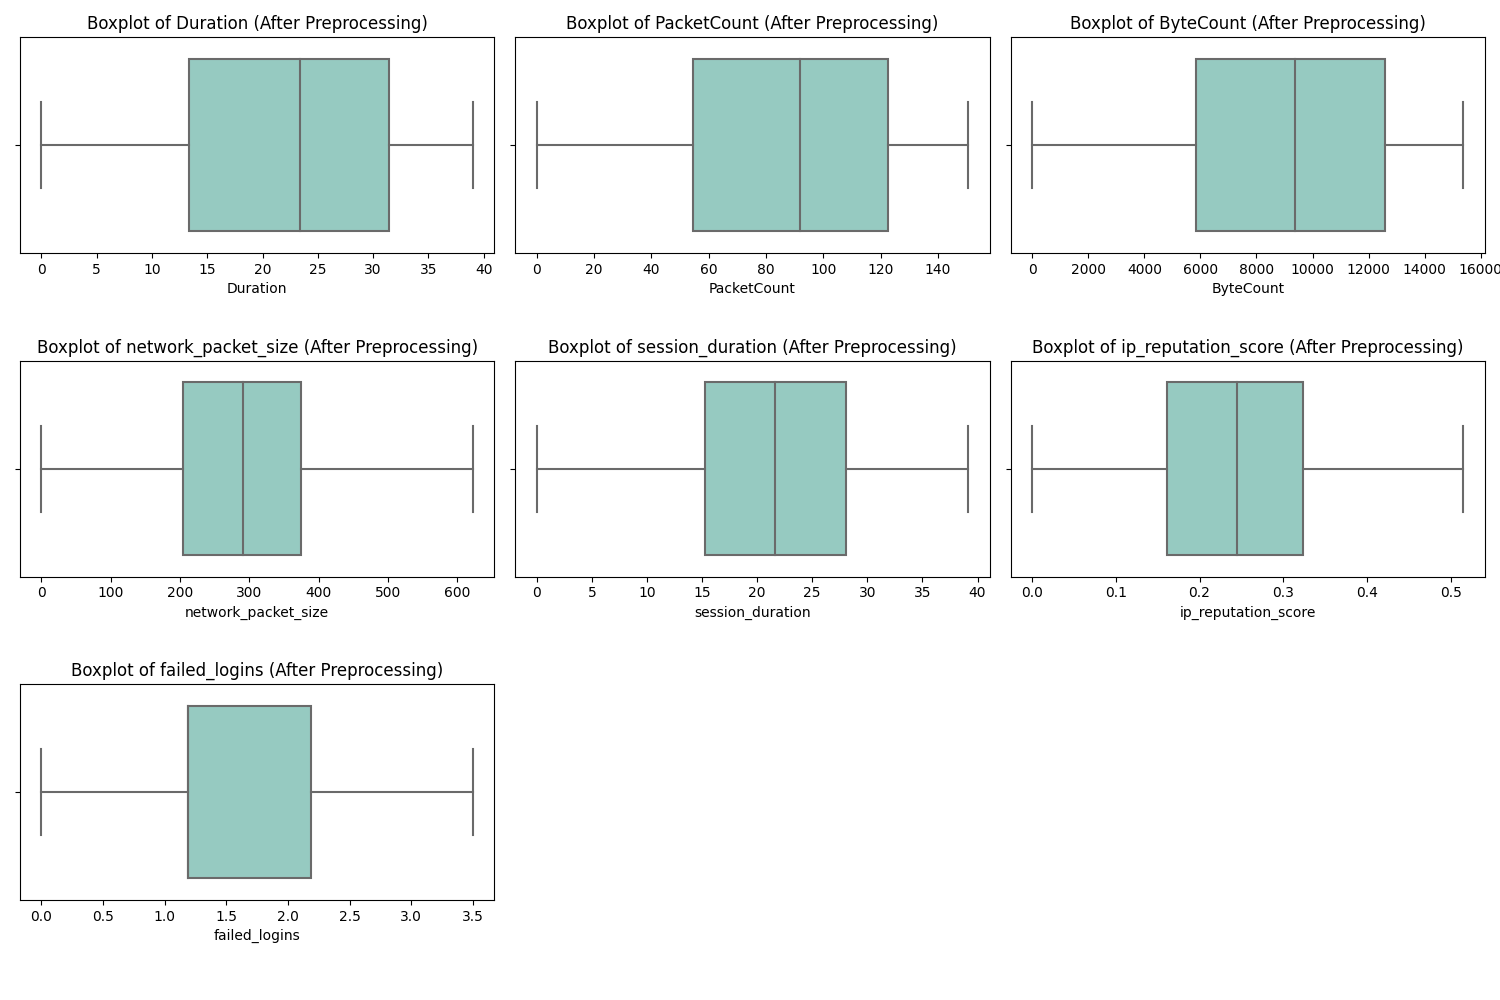 Boxplot of Duration (After Preprocessing)
0 5 10 15 20 25 30 35 40
Duration
Boxplot of PacketCount (After Preprocessing)
0 20 40 60 80 100 120 140
PacketCount
Boxplot of ByteCount (After Preprocessing)
0 2000 4000 6000 8000 10000 12000 14000 16000
ByteCount
Boxplot of network_packet_size (After Preprocessing)
0 100 200 300 400 500 600
network_packet_size
Boxplot of session_duration (After Preprocessing)
0 5 10 15 20 25 30 35 40
session_duration
Boxplot of ip_reputation_score (After Preprocessing)
0.0 0.1 0.2 0.3 0.4 0.5
ip_reputation_score
Boxplot of failed_logins (After Preprocessing)
0.0 0.5 1.0 1.5 2.0 2.5 3.0 3.5
failed_logins